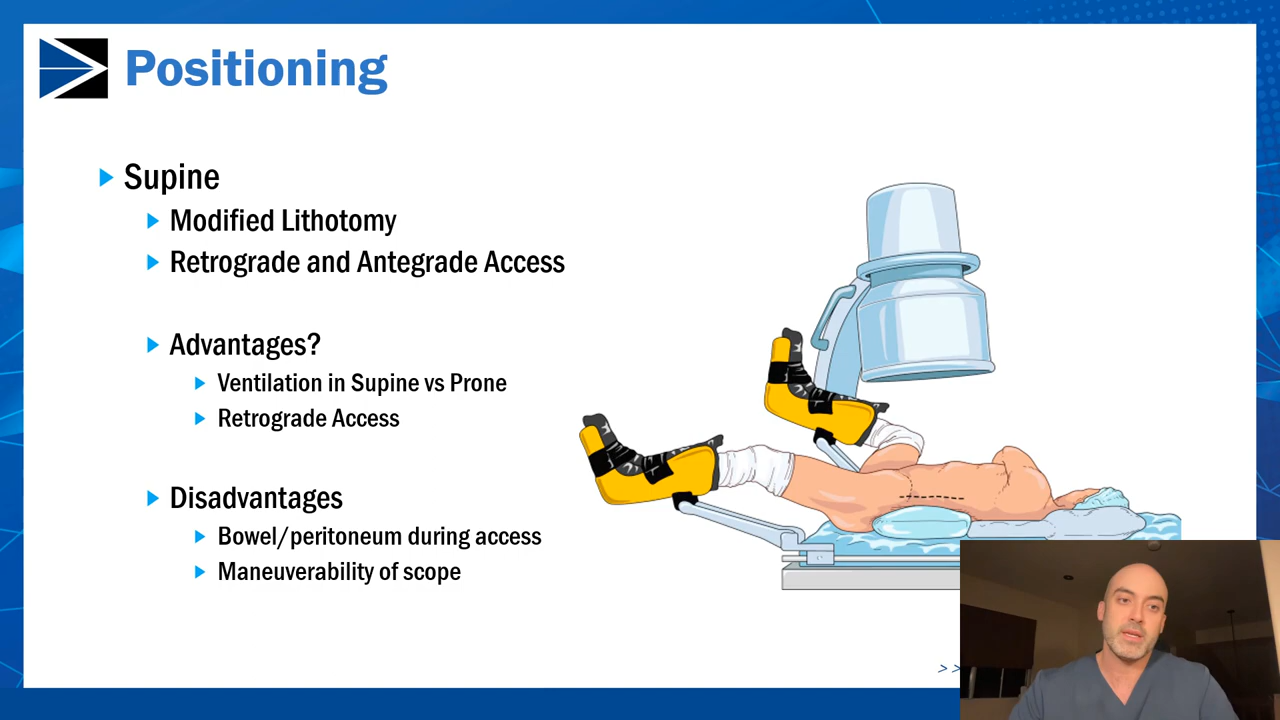 Positioning
Supine
Modified Lithotomy
Retrograde and Antegrade Access
Advantages?
Ventilation in Supine vs Prone
Retrograde Access
Disadvantages
Bowel/peritoneum during access
Maneuverability of scope
>>